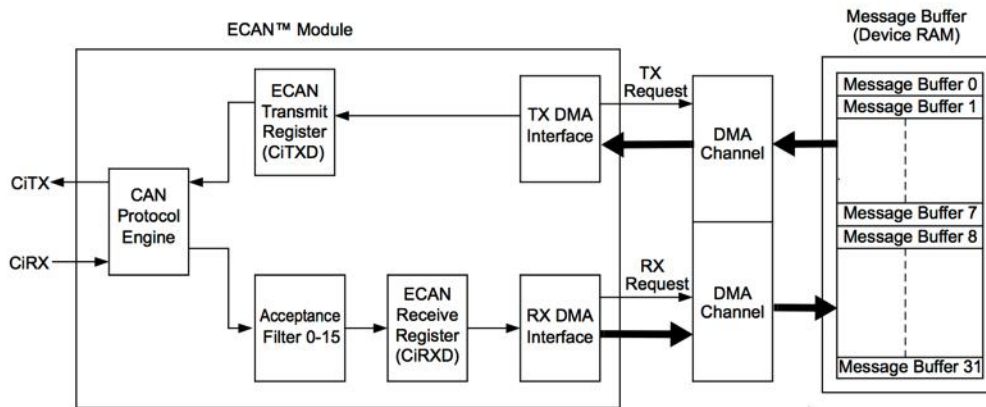 ECAN™ Module
Message Buffer
(Device RAM)
ECAN
Transmit
Register
(CiTXD)
TX DMA
Interface
TX
Request
DMA
Channel
Message Buffer 0
Message Buffer 1
CiTX
CAN
Protocol
Engine
CiRX
Message Buffer 7
Message Buffer 8
Acceptance
Filter 0-15
ECAN
Receive
Register
(CiRXD)
RX DMA
Interface
RX
Request
DMA
Channel
Message Buffer 31